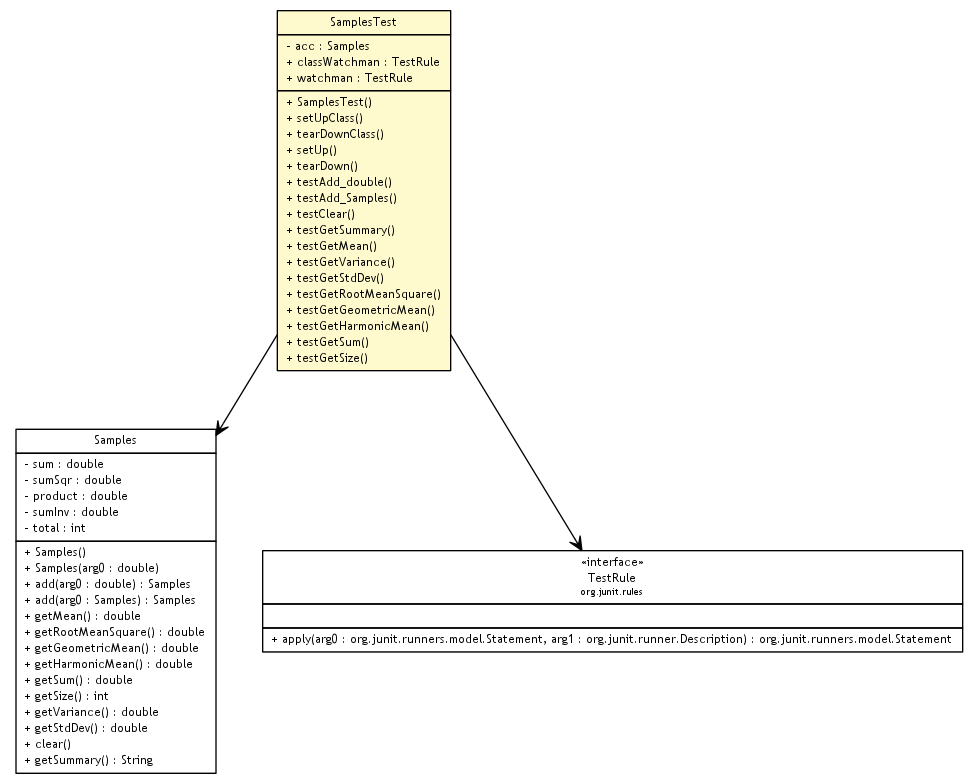 SamplesTest
- acc : Samples
+ classWatchman : TestRule
+ watchman : TestRule
+ SamplesTest()
+ setUpClass()
+ tearDownClass()
+ setUp()
+ tearDown()
+ testAdd_double()
+ testAdd_Samples()
+ testClear()
+ testGetSummary()
+ testGetMean()
+ testGetVariance()
+ testGetStdDev()
+ testGetRootMeanSquare()
+ testGetGeometricMean()
+ testGetHarmonicMean()
+ testGetSum()
+ testGetSize()
Samples
- sum : double
- sumSqr : double
- product : double
- sumInv : double
- total : int
+ Samples()
+ Samples(arg0 : double)
+ add(arg0 : double) : Samples
+ add(arg0 : Samples) : Samples
+ getMean() : double
+ getRootMeanSquare() : double
+ getGeometricMean() : double
+ getHarmonicMean() : double
+ getSum() : double
+ getSize() : int
+ getVariance() : double
+ getStdDev() : double
+ clear()
+ getSummary() : String
«interface»
TestRule
org.junit.rules
+ apply(arg0 : org.junit.runners.model.Statement, arg1 : org.junit.runner.Description) : org.junit.runners.model.Statement